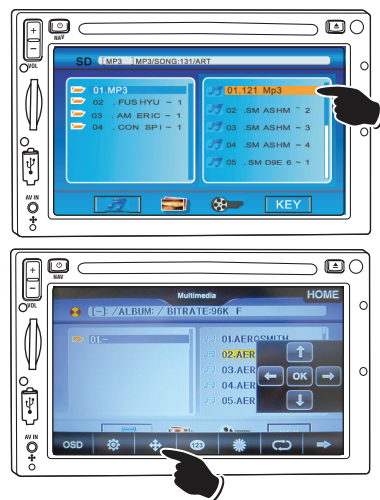 NAV
VOL
AV IN
SD [MP3 ] MP3/SONG:131/ART
01.MP3
02 . FUSHYU ~ 1
03 . AM ERIC ~ 1
04 . CON SPI ~ 1
01.121 Mp3
02 .SM ASHM ~ 2
03 .SM ASHM ~ 3
04 .SM ASHM ~ 4
05 .SM D9E 6 ~ 1
KEY
VOL
AV IN
Multimedia
HOME
[-]: /ALBUM: / BITRATE:96K F
01.-
01.AEROSMITH
02.AER
03.AER
04.AER
05.AER
OK
OSD
123